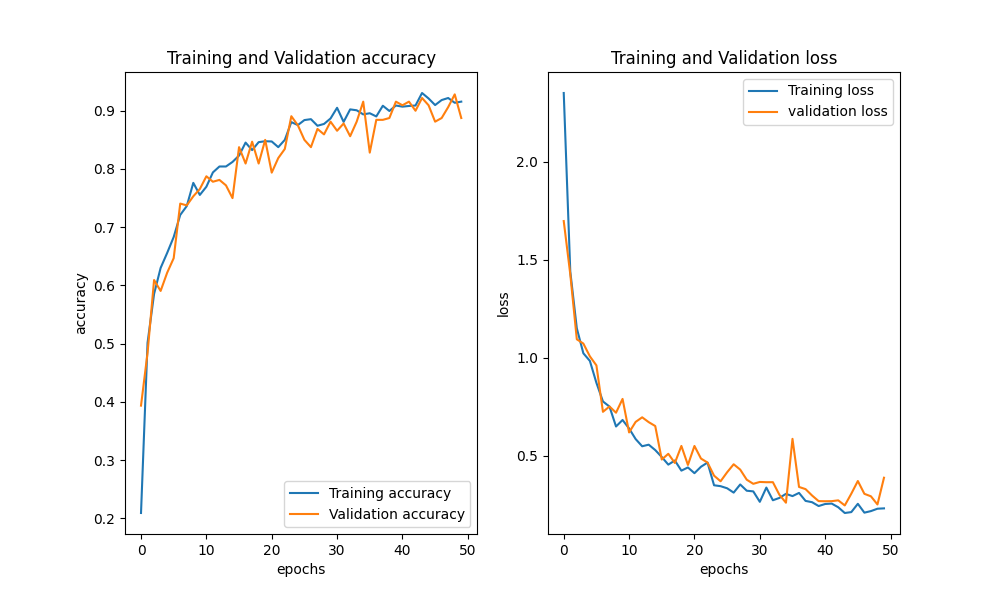 Training and Validation accuracy
0.9
0.8
0.7
0.6
0.5
0.4
0.3
0.2
accuracy
0 10 20 30 40 50
epochs
Training accuracy
Validation accuracy
Training and Validation loss
2.0
1.5
1.0
0.5
loss
0 10 20 30 40 50
epochs
Training loss
validation loss